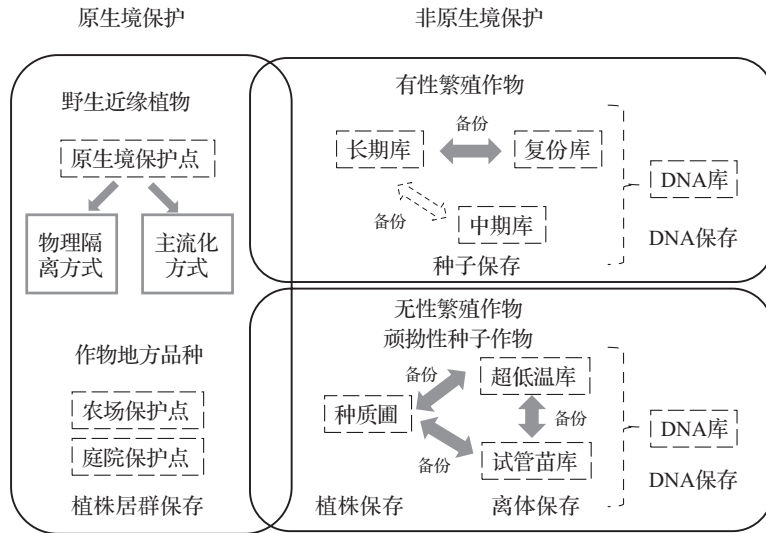 原生境保护
非原生境保护
野生近缘植物
原生境保护点
物理隔
离方式
主流化
方式
作物地方品种
农场保护点
庭院保护点
植株居群保存
有性繁殖作物
长期库
备份
复份库
备份
中期库
种子保存
DNA库
DNA保存
无性繁殖作物
顽拗性种子作物
备份
超低温库
种质圃
备份
备份
试管苗库
植株保存
离体保存
DNA库
DNA保存